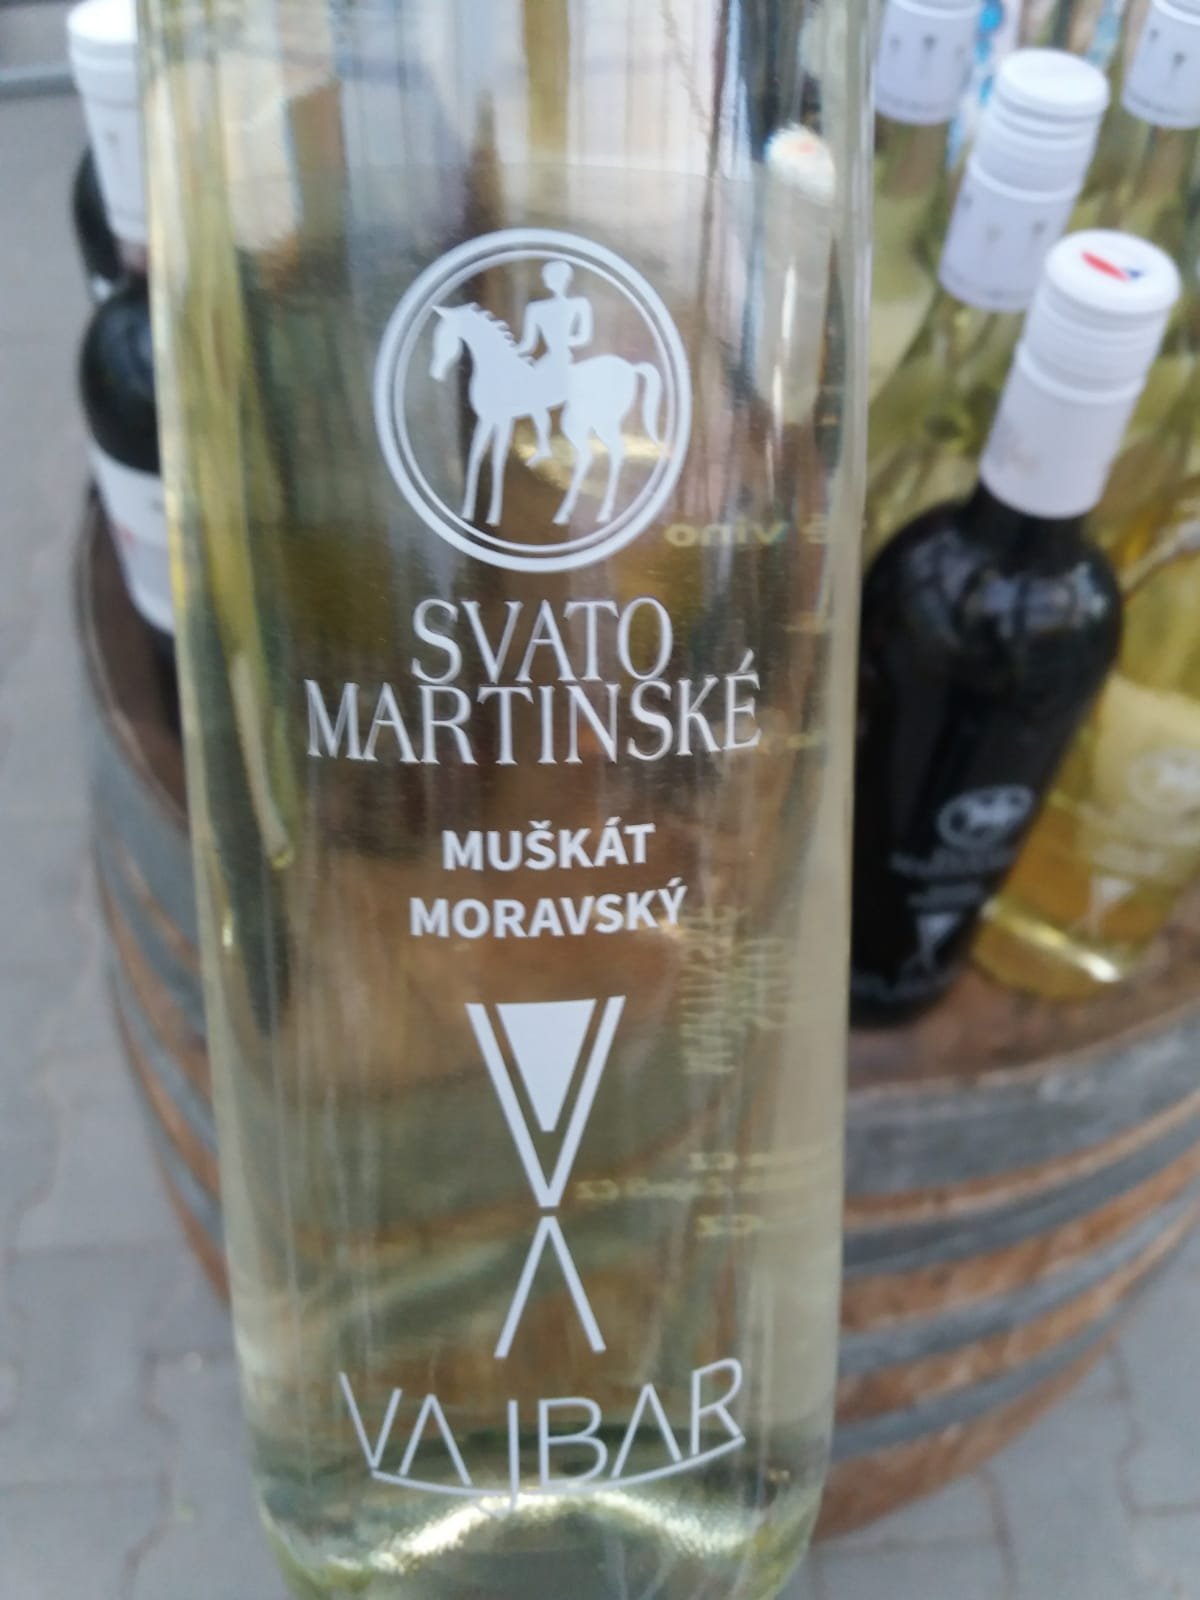 SVATO
MARTINSKÉ
MUŠKÁT
MORAVSKÝ
VAJBAR